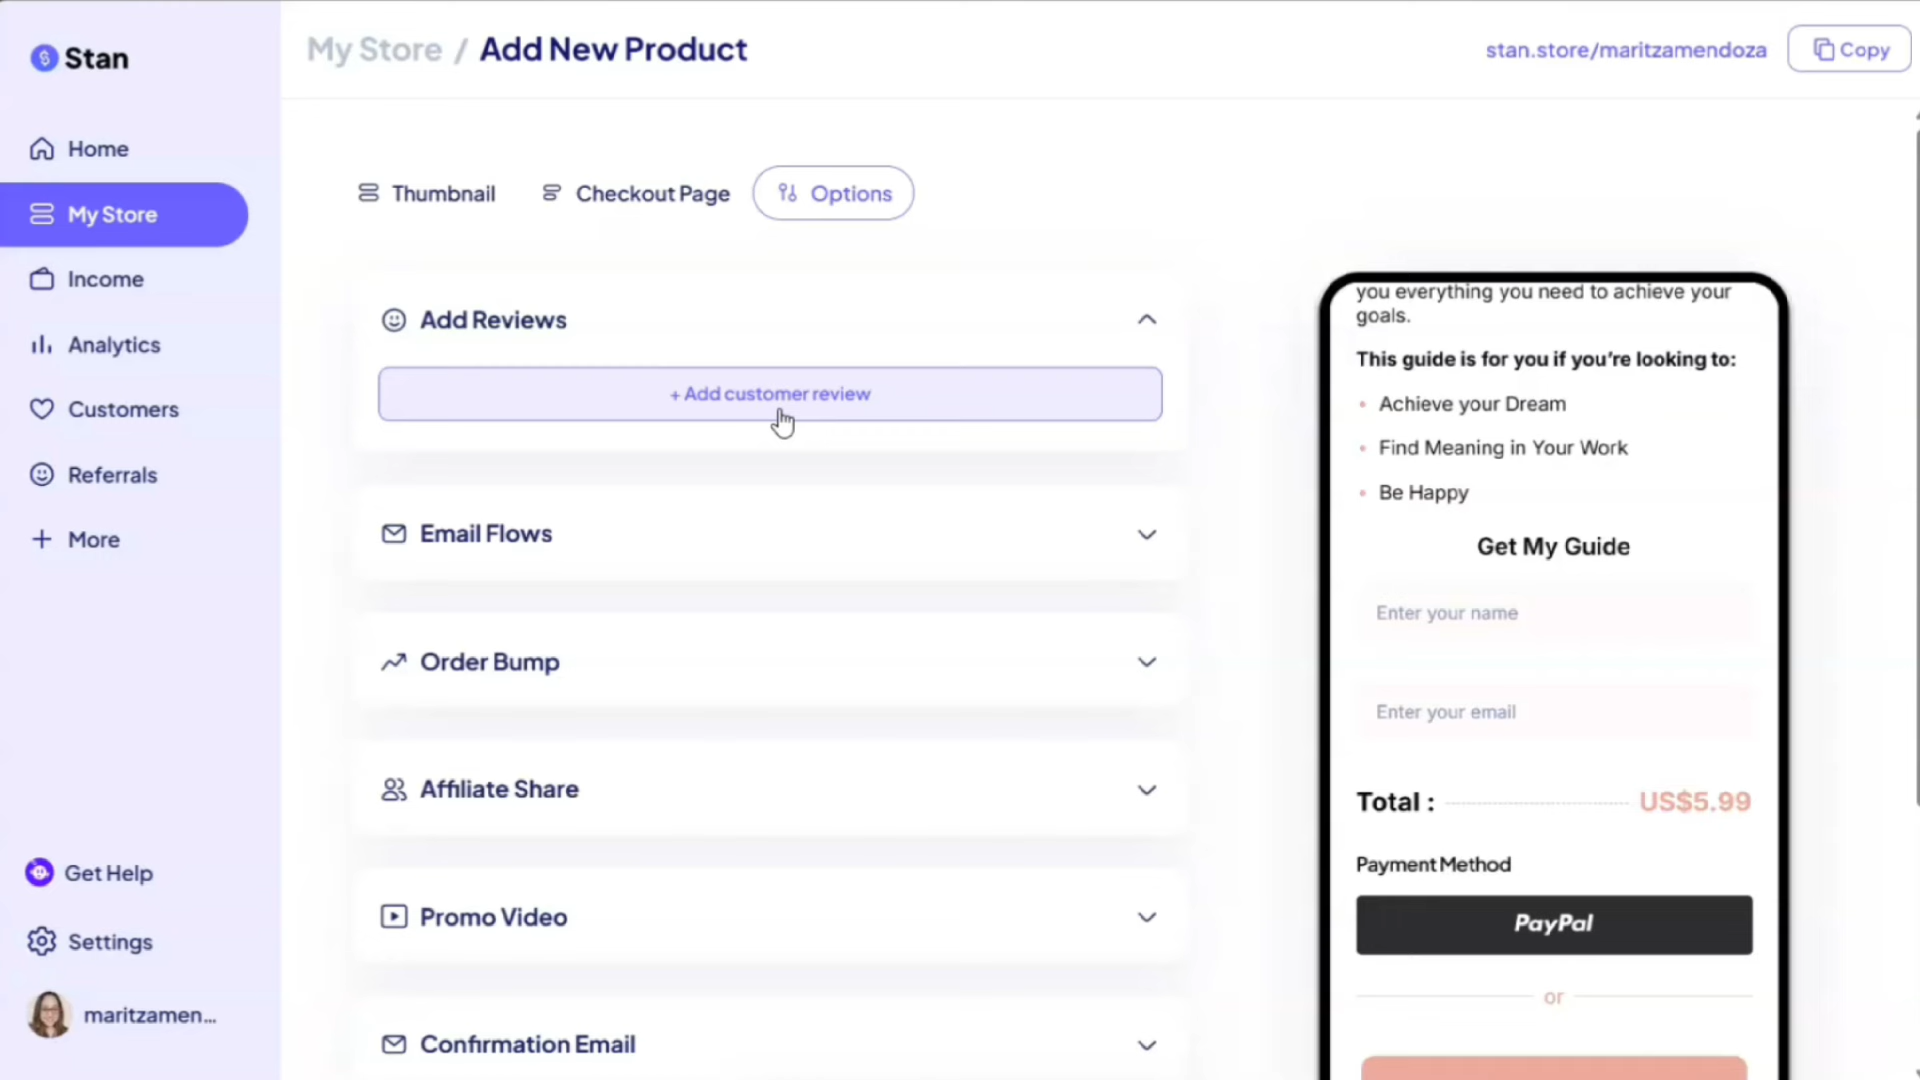 Stan
My Store / Add New Product
stan.store/maritzamendoza
Copy
Home
My Store
Income
Analytics
Customers
Referrals
+ More
Get Help
Settings
maritzamen...
Thumbnail
Checkout Page
Options
Add Reviews
+ Add customer review
Email Flows
Order Bump
Affiliate Share
Promo Video
Confirmation Email
you everything you need to achieve your
goals.
This guide is for you if you're looking to:
• Achieve your Dream
• Find Meaning in Your Work
• Be Happy
Get My Guide
Enter your name
Enter your email
Total : US$5.99
Payment Method
PayPal
or